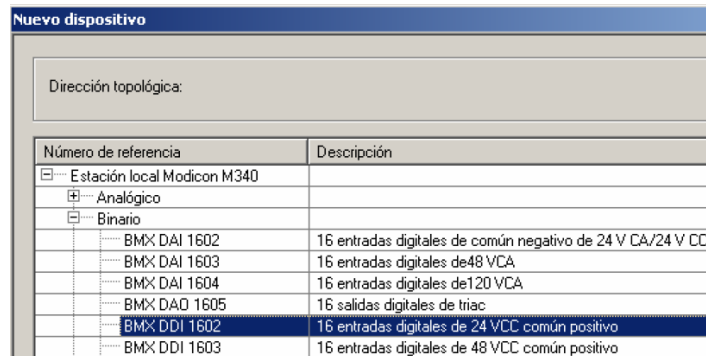 Nuevo dispositivo
Dirección topológica:
Número de referencia Descripción
Estación local Modicon M340
Analógico
Binario
BMX DAI 1602 16 entradas digitales de común negativo de 24 V CA/24 V CC
BMX DAI 1603 16 entradas digitales de48 VCA
BMX DAI 1604 16 entradas digitales de120 VCA
BMX DAO 1605 16 salidas digitales de triac
BMX DDI 1602 16 entradas digitales de 24 VCC común positivo
BMX DDI 1603 16 entradas digitales de 48 VCC común positivo